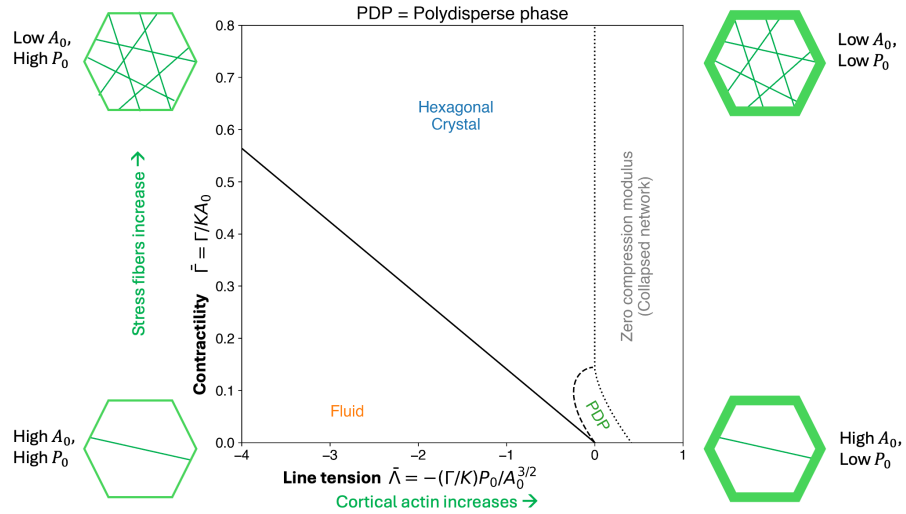 PDP = Polydisperse phase
Low A₀,
High P₀
Low A₀,
Low P₀
0.8
0.7
0.6
0.5
0.4
0.3
0.2
0.1
0.0
Hexagonal
Crystal
Stress fibers increase →
Contractility Γ̄ = Γ/KA₀
Zero compression modulus
(Collapsed network)
Fluid
PDP
High A₀,
High P₀
High A₀,
Low P₀
−4 −3 −2 −1 0 1
Line tension Λ̄ = −(Γ/K)P₀/A₀^{3/2}
Cortical actin increases →